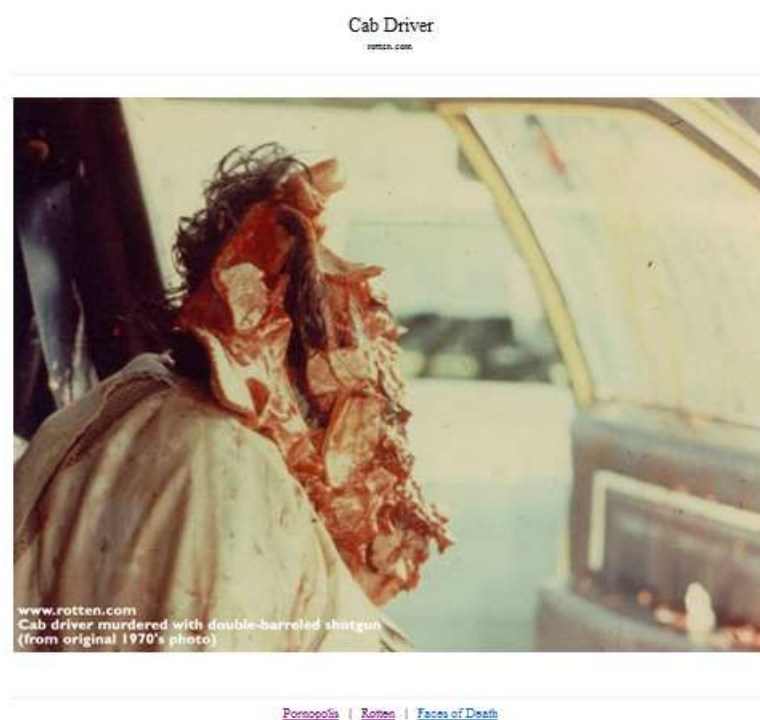 Cab Driver
rotten.com
www.rotten.com
Cab driver murdered with double-barreled shotgun
(from original 1970's photo)
Pornopolis | Rotten | Faces of Death